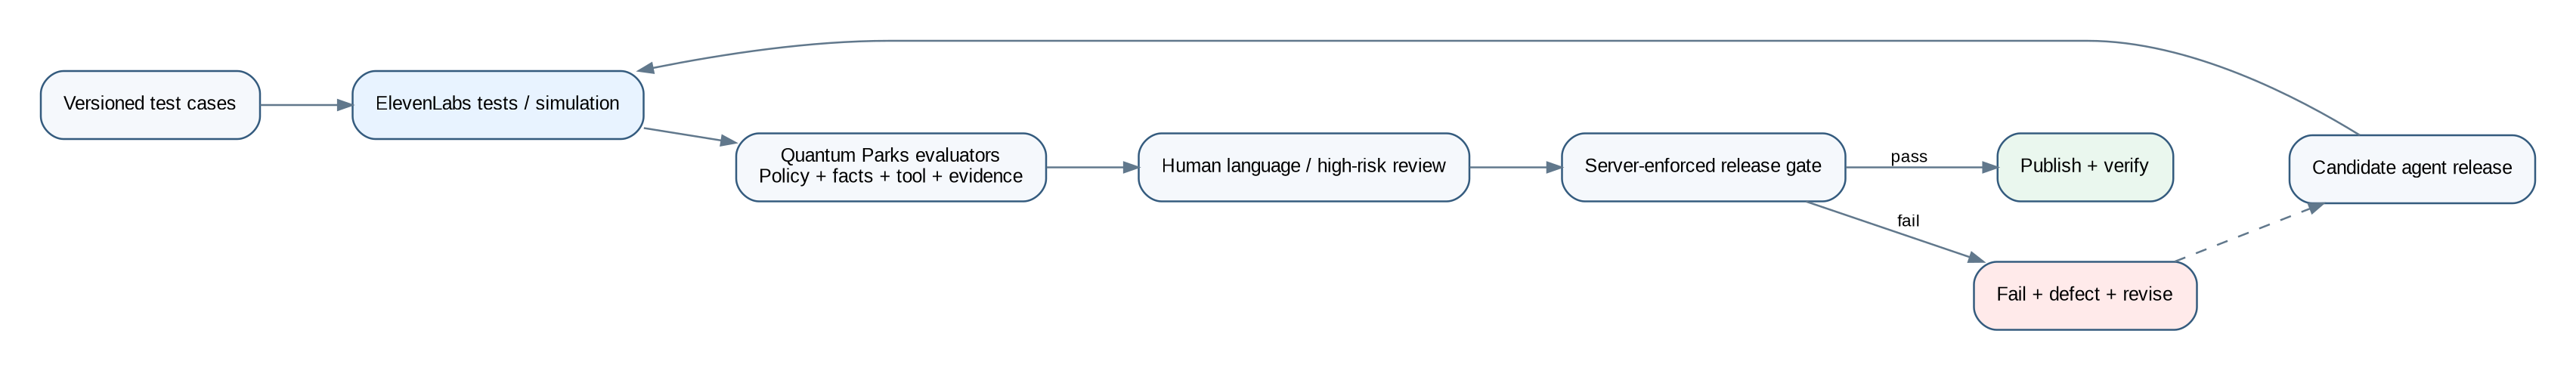 Versioned test cases
ElevenLabs tests / simulation
Quantum Parks evaluators
Policy + facts + tool + evidence
Human language / high-risk review
Server-enforced release gate
pass
Publish + verify
fail
Fail + defect + revise
Candidate agent release